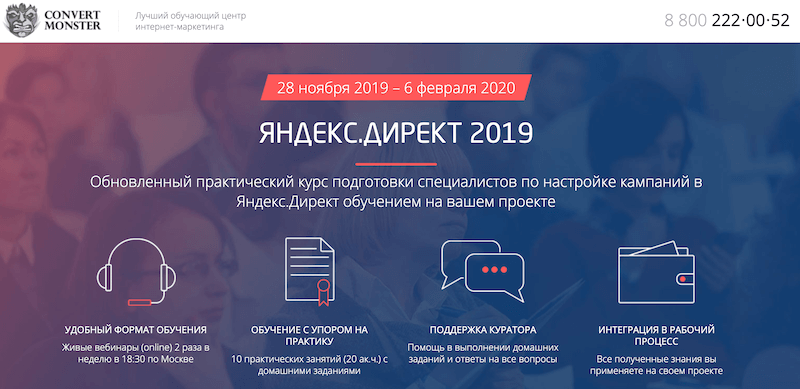 CONVERT
MONSTER
Лучший обучающий центр
интернет-маркетинга
8 800 222·00·52
28 ноября 2019 – 6 февраля 2020
ЯНДЕКС.ДИРЕКТ 2019
Обновленный практический курс подготовки специалистов по настройке кампаний в
Яндекс.Директ обучением на вашем проекте
УДОБНЫЙ ФОРМАТ ОБУЧЕНИЯ
Живые вебинары (online) 2 раза в
неделю в 18:30 по Москве
ОБУЧЕНИЕ С УПОРОМ НА
ПРАКТИКУ
10 практических занятий (20 ак.ч.) с
домашними заданиями
ПОДДЕРЖКА КУРАТОРА
Помощь в выполнении домашних
заданий и ответы на все вопросы
ИНТЕГРАЦИЯ В РАБОЧИЙ
ПРОЦЕСС
Все полученные знания вы
применяете на своем проекте